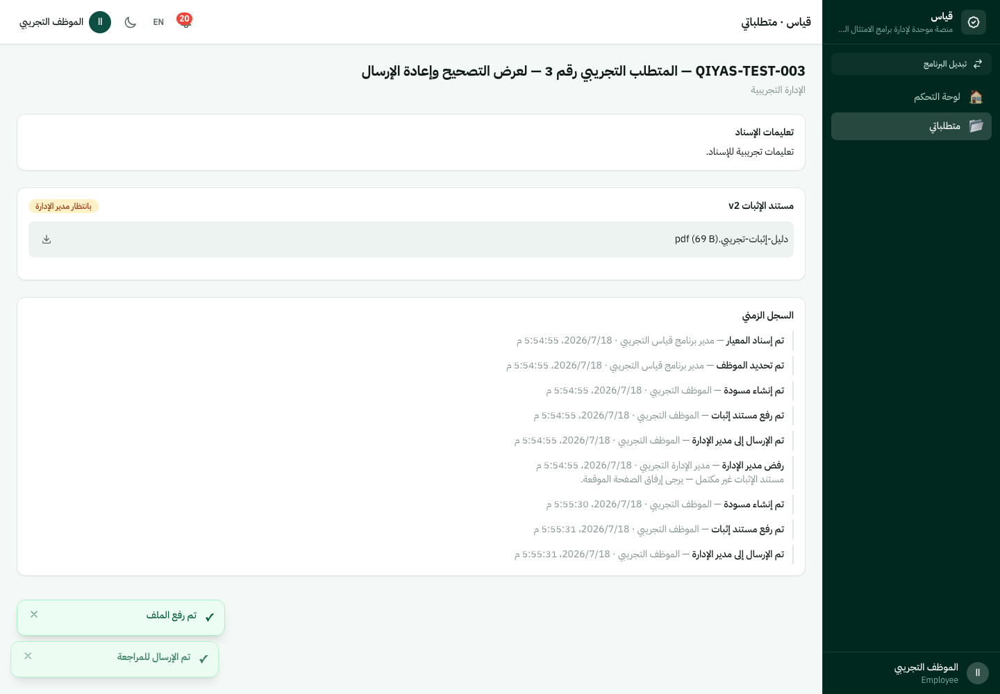 قياس
منصة موحدة لإدارة برامج الامتثال الـ...
تبديل البرنامج
لوحة التحكم
متطلباتي
الموظف التجريبي
Employee
قياس · متطلباتي
20
EN
اا
الموظف التجريبي
QIYAS-TEST-003 — المتطلب التجريبي رقم 3 — لعرض التصحيح وإعادة الإرسال
الإدارة التجريبية
تعليمات الإسناد
تعليمات تجريبية للإسناد.
مستند الإثبات v2
بانتظار مدير الإدارة
دليل-إثبات-تجريبي.pdf (69 B)
السجل الزمني
تم إسناد المعيار — مدير برنامج قياس التجريبي · 2026/7/18، 5:54:55 م
تم تحديد الموظف — مدير برنامج قياس التجريبي · 2026/7/18، 5:54:55 م
تم إنشاء مسودة — الموظف التجريبي · 2026/7/18، 5:54:55 م
تم رفع مستند إثبات — الموظف التجريبي · 2026/7/18، 5:54:55 م
تم الإرسال إلى مدير الإدارة — الموظف التجريبي · 2026/7/18، 5:54:55 م
رفض مدير الإدارة — مدير الإدارة التجريبي · 2026/7/18، 5:54:55 م
مستند الإثبات غير مكتمل — يرجى إرفاق الصفحة الموقعة.
تم إنشاء مسودة — الموظف التجريبي · 2026/7/18، 5:55:30 م
تم رفع مستند إثبات — الموظف التجريبي · 2026/7/18، 5:55:31 م
تم الإرسال إلى مدير الإدارة — الموظف التجريبي · 2026/7/18، 5:55:31 م
تم رفع الملف
تم الإرسال للمراجعة
اا